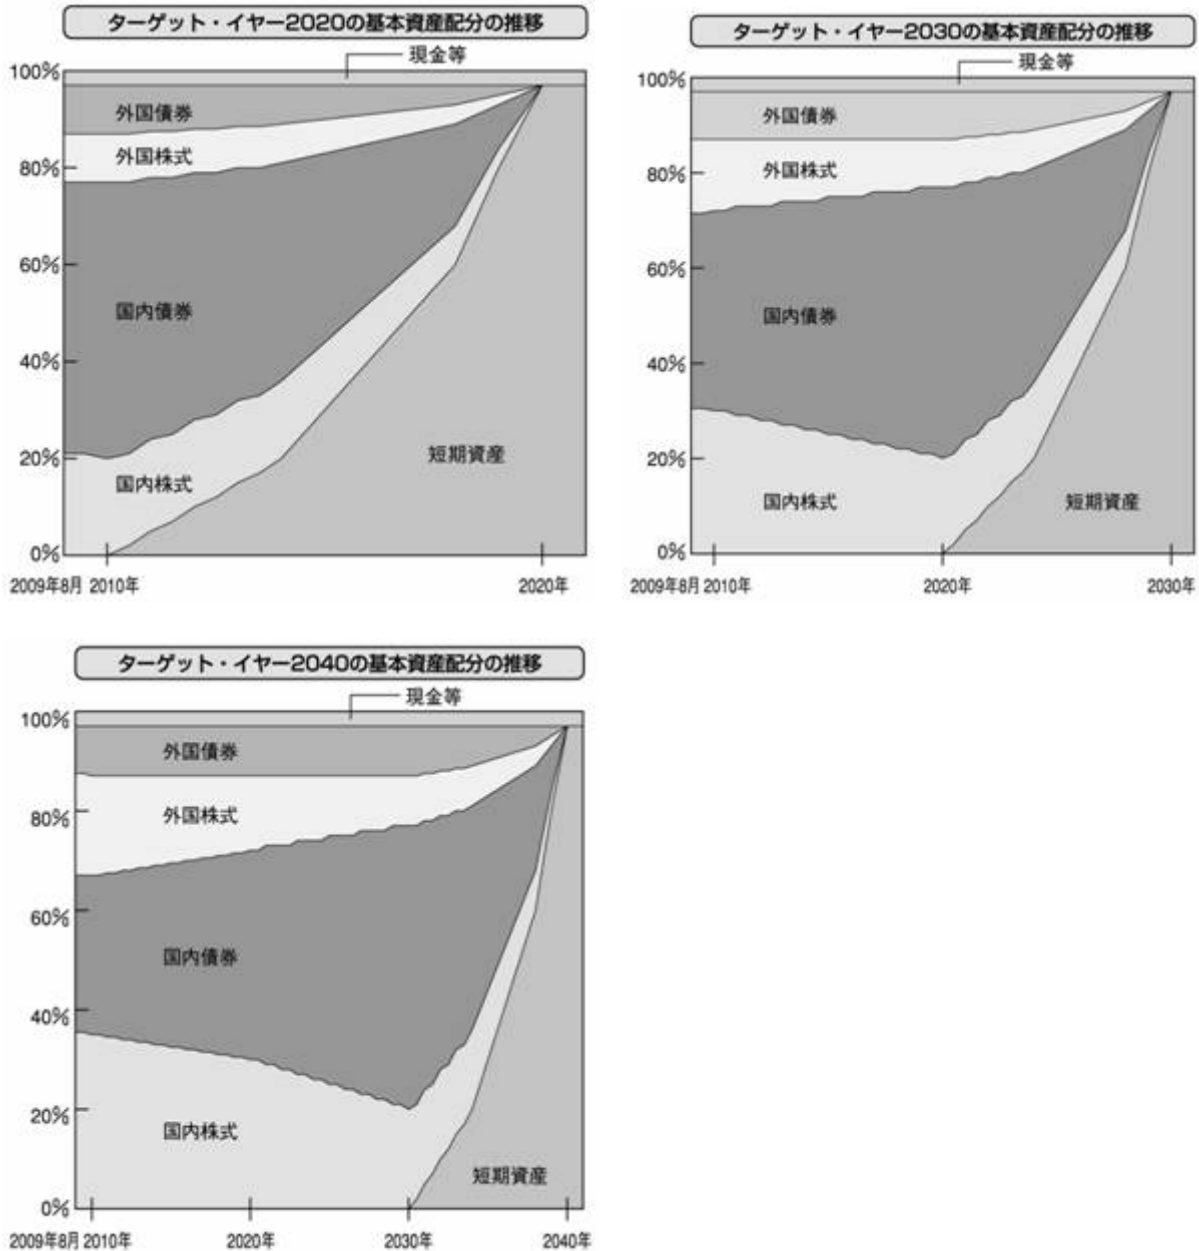 ターゲット・イヤー2020の基本資産配分の推移
現金等
100%
外国債券
外国株式
80%
60%
国内債券
40%
短期資産
20%
国内株式
0%
2009年8月 2010年
2020年
ターゲット・イヤー2030の基本資産配分の推移
現金等
100%
外国債券
80%
外国株式
60%
国内債券
40%
20%
国内株式
短期資産
0%
2009年8月 2010年
2020年
2030年
ターゲット・イヤー2040の基本資産配分の推移
現金等
100%
外国債券
80%
外国株式
60%
国内債券
40%
20%
国内株式
短期資産
0%
2009年8月 2010年
2020年
2030年
2040年